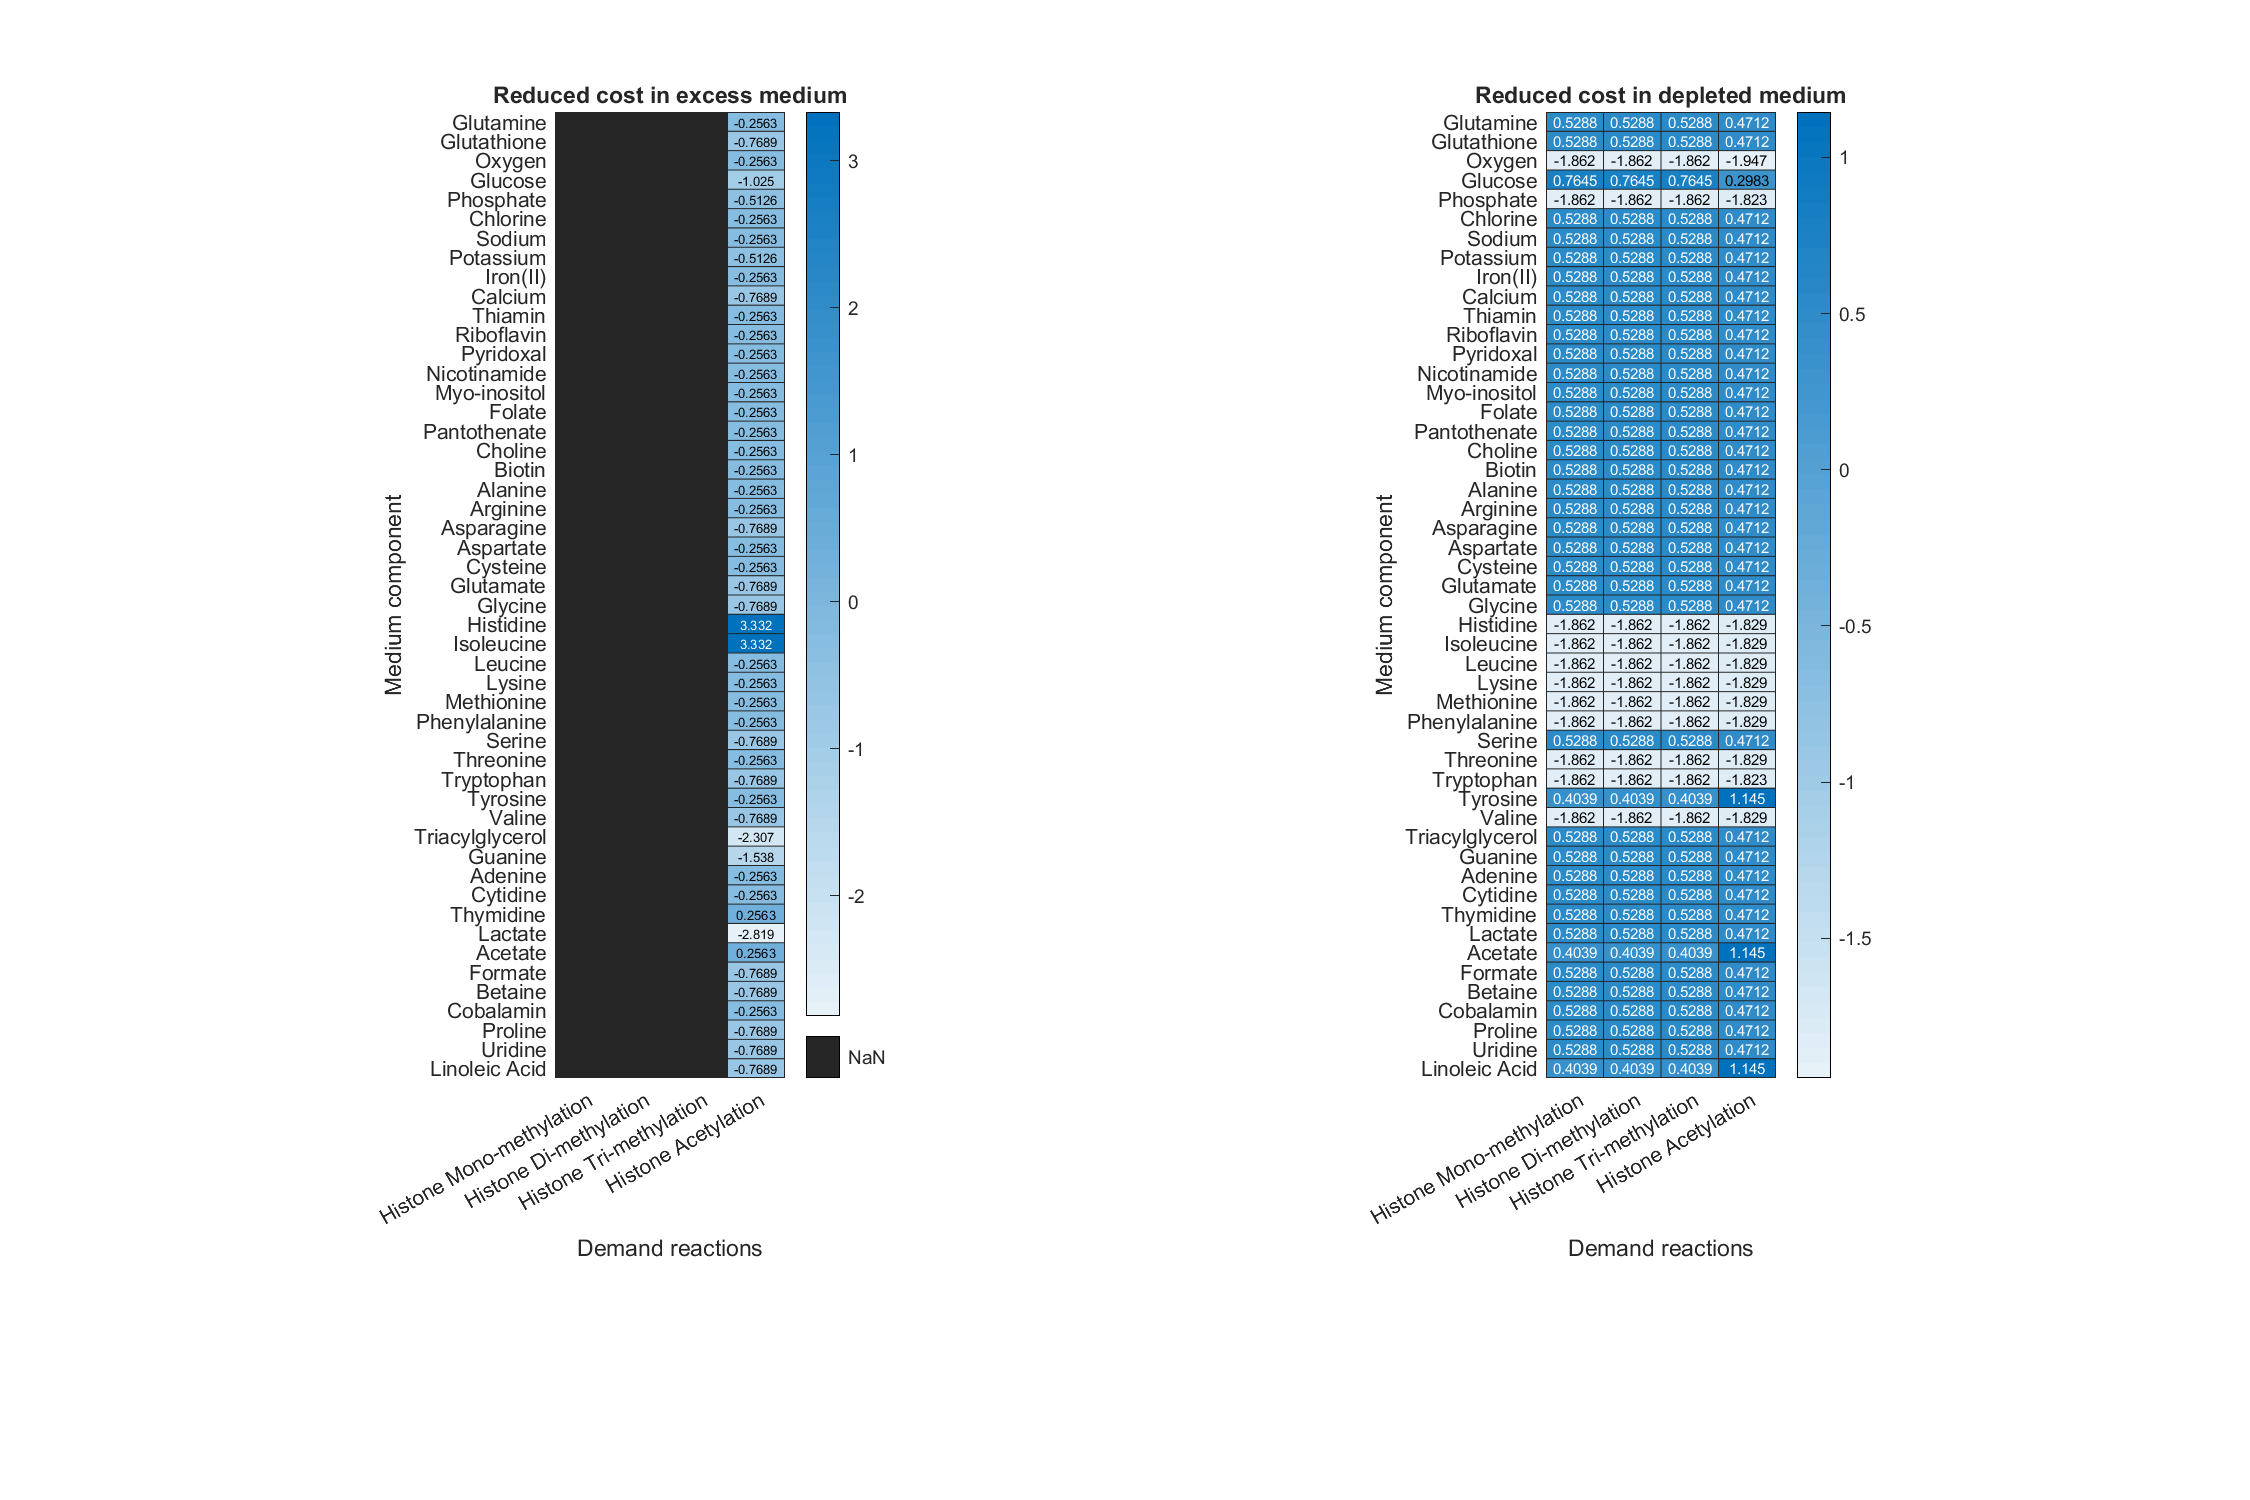 Reduced cost in excess medium
Medium component
Glutamine -0.2563
Glutathione -0.7689
Oxygen -0.2563
Glucose -1.025
Phosphate -0.5126
Chlorine -0.2563
Sodium -0.2563
Potassium -0.5126
Iron(II) -0.2563
Calcium -0.7689
Thiamin -0.2563
Riboflavin -0.2563
Pyridoxal -0.2563
Nicotinamide -0.2563
Myo-inositol -0.2563
Folate -0.2563
Pantothenate -0.2563
Choline -0.2563
Biotin -0.2563
Alanine -0.2563
Arginine -0.2563
Asparagine -0.7689
Aspartate -0.2563
Cysteine -0.2563
Glutamate -0.7689
Glycine -0.7689
Histidine 3.332
Isoleucine 3.332
Leucine -0.2563
Lysine -0.2563
Methionine -0.2563
Phenylalanine -0.2563
Serine -0.7689
Threonine -0.2563
Tryptophan -0.7689
Tyrosine -0.2563
Valine -0.7689
Triacylglycerol -2.307
Guanine -1.538
Adenine -0.2563
Cytidine -0.2563
Thymidine 0.2563
Lactate -2.819
Acetate 0.2563
Formate -0.7689
Betaine -0.7689
Cobalamin -0.2563
Proline -0.7689
Uridine -0.7689
Linoleic Acid -0.7689
3
2
1
0
-1
-2
NaN
Histone Mono-methylation
Histone Di-methylation
Histone Tri-methylation
Histone Acetylation
Demand reactions
Reduced cost in depleted medium
Medium component
Glutamine 0.5288 0.5288 0.5288 0.4712
Glutathione 0.5288 0.5288 0.5288 0.4712
Oxygen -1.862 -1.862 -1.862 -1.947
Glucose 0.7645 0.7645 0.7645 0.2983
Phosphate -1.862 -1.862 -1.862 -1.823
Chlorine 0.5288 0.5288 0.5288 0.4712
Sodium 0.5288 0.5288 0.5288 0.4712
Potassium 0.5288 0.5288 0.5288 0.4712
Iron(II) 0.5288 0.5288 0.5288 0.4712
Calcium 0.5288 0.5288 0.5288 0.4712
Thiamin 0.5288 0.5288 0.5288 0.4712
Riboflavin 0.5288 0.5288 0.5288 0.4712
Pyridoxal 0.5288 0.5288 0.5288 0.4712
Nicotinamide 0.5288 0.5288 0.5288 0.4712
Myo-inositol 0.5288 0.5288 0.5288 0.4712
Folate 0.5288 0.5288 0.5288 0.4712
Pantothenate 0.5288 0.5288 0.5288 0.4712
Choline 0.5288 0.5288 0.5288 0.4712
Biotin 0.5288 0.5288 0.5288 0.4712
Alanine 0.5288 0.5288 0.5288 0.4712
Arginine 0.5288 0.5288 0.5288 0.4712
Asparagine 0.5288 0.5288 0.5288 0.4712
Aspartate 0.5288 0.5288 0.5288 0.4712
Cysteine 0.5288 0.5288 0.5288 0.4712
Glutamate 0.5288 0.5288 0.5288 0.4712
Glycine 0.5288 0.5288 0.5288 0.4712
Histidine -1.862 -1.862 -1.862 -1.829
Isoleucine -1.862 -1.862 -1.862 -1.829
Leucine -1.862 -1.862 -1.862 -1.829
Lysine -1.862 -1.862 -1.862 -1.829
Methionine -1.862 -1.862 -1.862 -1.829
Phenylalanine -1.862 -1.862 -1.862 -1.829
Serine 0.5288 0.5288 0.5288 0.4712
Threonine -1.862 -1.862 -1.862 -1.829
Tryptophan -1.862 -1.862 -1.862 -1.823
Tyrosine 0.4039 0.4039 0.4039 1.145
Valine -1.862 -1.862 -1.862 -1.829
Triacylglycerol 0.5288 0.5288 0.5288 0.4712
Guanine 0.5288 0.5288 0.5288 0.4712
Adenine 0.5288 0.5288 0.5288 0.4712
Cytidine 0.5288 0.5288 0.5288 0.4712
Thymidine 0.5288 0.5288 0.5288 0.4712
Lactate 0.5288 0.5288 0.5288 0.4712
Acetate 0.4039 0.4039 0.4039 1.145
Formate 0.5288 0.5288 0.5288 0.4712
Betaine 0.5288 0.5288 0.5288 0.4712
Cobalamin 0.5288 0.5288 0.5288 0.4712
Proline 0.5288 0.5288 0.5288 0.4712
Uridine 0.5288 0.5288 0.5288 0.4712
Linoleic Acid 0.4039 0.4039 0.4039 1.145
1
0.5
0
-0.5
-1
-1.5
Histone Mono-methylation
Histone Di-methylation
Histone Tri-methylation
Histone Acetylation
Demand reactions